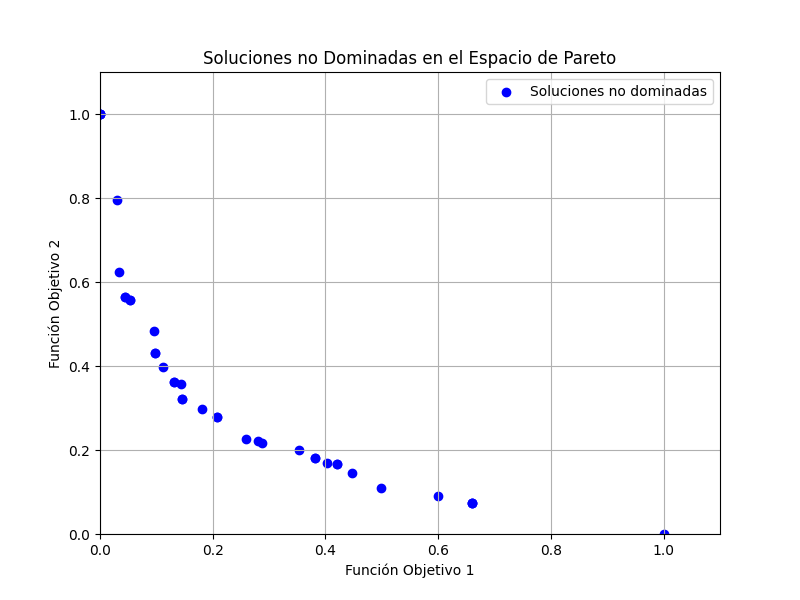 Soluciones no Dominadas en el Espacio de Pareto
Soluciones no dominadas
1.0
0.8
0.6
0.4
0.2
0.0
Función Objetivo 2
0.0 0.2 0.4 0.6 0.8 1.0
Función Objetivo 1